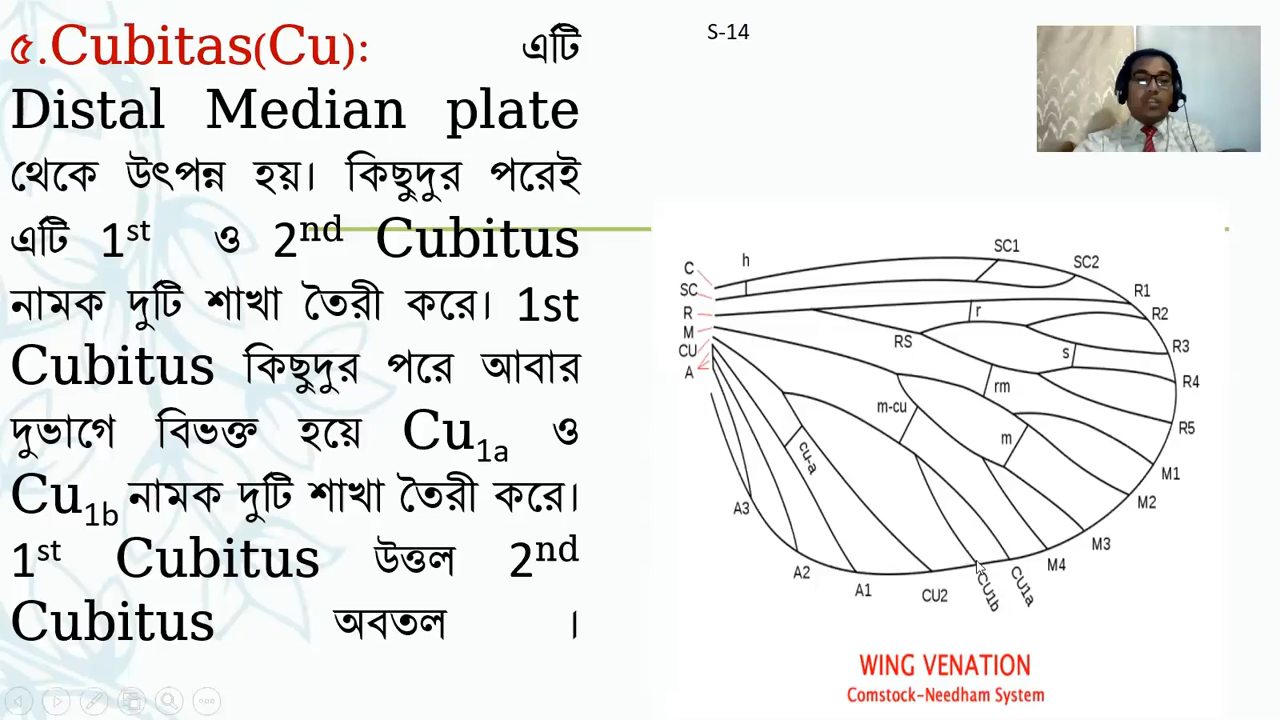 ৫.Cubitas(Cu): এটি
Distal Median plate
থেকে উৎপন্ন হয়। কিছুদুর পরেই
এটি 1st ও 2nd Cubitus
নামক দুটি শাখা তৈরী করে। 1st
Cubitus কিছুদুর পরে আবার
দুভাগে বিভক্ত হয়ে Cu1a ও
Cu1b নামক দুটি শাখা তৈরী করে।
1st Cubitus উত্তল 2nd
Cubitus অবতল ।
S-14
C
SC
R
M
CU
A
h
SC1
SC2
R1
R2
R3
R4
R5
M1
M2
M3
M4
CU1a
CU1b
CU2
A1
A2
A3
r
RS
s
rm
m-cu
m
cu-a
WING VENATION
Comstock-Needham System